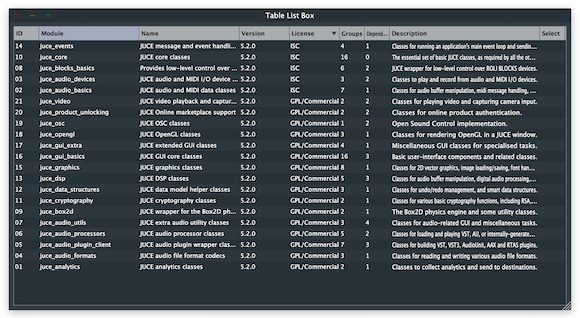 Table List Box
ID Module Name Version License Groups Depend... Description Select
14 juce_events JUCE message and event handli... 5.2.0 ISC 4 1 Classes for running an application's main event loop and sendin...
10 juce_core JUCE core classes 5.2.0 ISC 16 0 The essential set of basic JUCE classes, as required by all the ot...
08 juce_blocks_basics Provides low-level control over ... 5.2.0 ISC 6 2 JUCE wrapper for low-level control over ROLI BLOCKS devices.
03 juce_audio_devices JUCE audio and MIDI I/O device ... 5.2.0 ISC 3 2 Classes to play and record from audio and MIDI I/O devices
02 juce_audio_basics JUCE audio and MIDI data classes 5.2.0 ISC 7 1 Classes for audio buffer manipulation, midi message handling, ...
21 juce_video JUCE video playback and captur... 5.2.0 GPL/Commercial 2 2 Classes for playing video and capturing camera input.
20 juce_product_unlocking JUCE Online marketplace support 5.2.0 GPL/Commercial 2 2 Classes for online product authentication.
19 juce_osc JUCE OSC classes 5.2.0 GPL/Commercial 1 2 Open Sound Control implementation.
18 juce_opengl JUCE OpenGL classes 5.2.0 GPL/Commercial 3 1 Classes for rendering OpenGL in a JUCE window.
17 juce_gui_extra JUCE extended GUI classes 5.2.0 GPL/Commercial 4 1 Miscellaneous GUI classes for specialised tasks.
16 juce_gui_basics JUCE GUI core classes 5.2.0 GPL/Commercial 16 3 Basic user-interface components and related classes.
15 juce_graphics JUCE graphics classes 5.2.0 GPL/Commercial 8 1 Classes for 2D vector graphics, image loading/saving, font han...
13 juce_dsp JUCE DSP classes 5.2.0 GPL/Commercial 5 3 Classes for audio buffer manipulation, digital audio processing, ...
12 juce_data_structures JUCE data model helper classes 5.2.0 GPL/Commercial 3 1 Classes for undo/redo management, and smart data structures.
11 juce_cryptography JUCE cryptography classes 5.2.0 GPL/Commercial 2 1 Classes for various basic cryptography functions, including RSA,...
09 juce_box2d JUCE wrapper for the Box2D ph... 5.2.0 GPL/Commercial 2 1 The Box2D physics engine and some utility classes.
07 juce_audio_utils JUCE extra audio utility classes 5.2.0 GPL/Commercial 3 4 Classes for audio-related GUI and miscellaneous tasks.
06 juce_audio_processors JUCE audio processor classes 5.2.0 GPL/Commercial 5 2 Classes for loading and playing VST, AU, or internally-generate...
05 juce_audio_plugin_client JUCE audio plugin wrapper clas... 5.2.0 GPL/Commercial 7 3 Classes for building VST, VST3, AudioUnit, AAX and RTAS plugins.
04 juce_audio_formats JUCE audio file format codecs 5.2.0 GPL/Commercial 3 1 Classes for reading and writing various audio file formats.
01 juce_analytics JUCE analytics classes 5.2.0 GPL/Commercial 2 1 Classes to collect analytics and send to destinations.